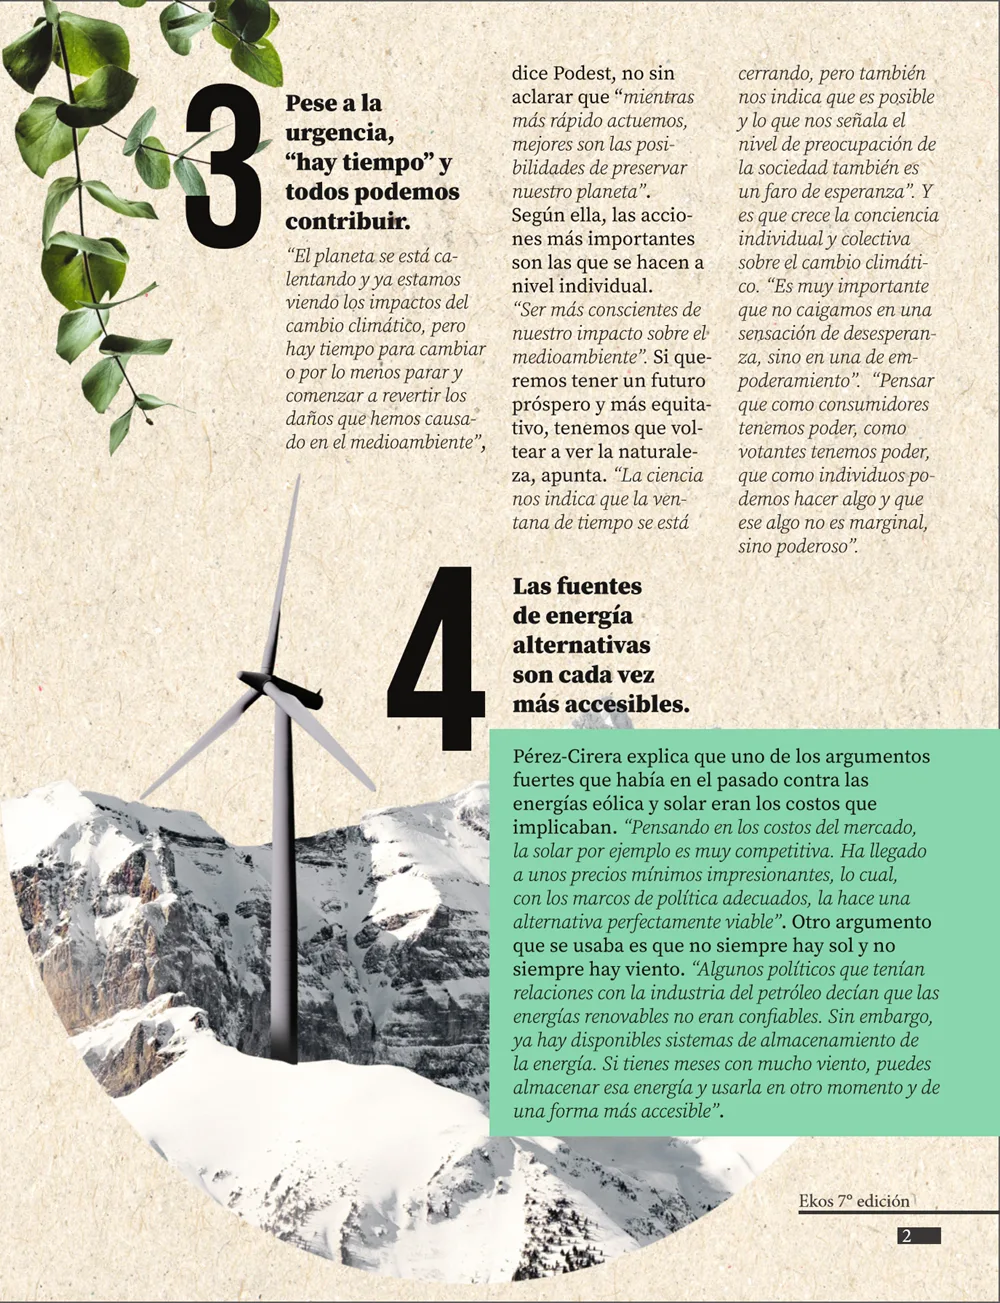 3
Pese a la
urgencia,
“hay tiempo” y
todos podemos
contribuir.
“El planeta se está ca-
lentando y ya estamos
viendo los impactos del
cambio climático, pero
hay tiempo para cambiar
o por lo menos parar y
comenzar a revertir los
daños que hemos causa-
do en el medioambiente”,
dice Podest, no sin
aclarar que “mientras
más rápido actuemos,
mejores son las posi-
bilidades de preservar
nuestro planeta”.
Según ella, las accio-
nes más importantes
son las que se hacen a
nivel individual.
“Ser más conscientes de
nuestro impacto sobre el
medioambiente”. Si que-
remos tener un futuro
próspero y más equita-
tivo, tenemos que vol-
tear a ver la naturale-
za, apunta. “La ciencia
nos indica que la ven-
tana de tiempo se está
cerrando, pero también
nos indica que es posible
y lo que nos señala el
nivel de preocupación de
la sociedad también es
un faro de esperanza”. Y
es que crece la conciencia
individual y colectiva
sobre el cambio climáti-
co. “Es muy importante
que no caigamos en una
sensación de desesperan-
za, sino en una de em-
poderamiento”. “Pensar
que como consumidores
tenemos poder, como
votantes tenemos poder,
que como individuos po-
demos hacer algo y que
ese algo no es marginal,
sino poderoso”.
4
Las fuentes
de energía
alternativas
son cada vez
más accesibles.
Pérez-Cirera explica que uno de los argumentos
fuertes que había en el pasado contra las
energías eólica y solar eran los costos que
implicaban. “Pensando en los costos del mercado,
la solar por ejemplo es muy competitiva. Ha llegado
a unos precios mínimos impresionantes, lo cual,
con los marcos de política adecuados, la hace una
alternativa perfectamente viable”. Otro argumento
que se usaba es que no siempre hay sol y no
siempre hay viento. “Algunos políticos que tenían
relaciones con la industria del petróleo decían que las
energías renovables no eran confiables. Sin embargo,
ya hay disponibles sistemas de almacenamiento de
la energía. Si tienes meses con mucho viento, puedes
almacenar esa energía y usarla en otro momento y de
una forma más accesible”.
Ekos 7° edición
2